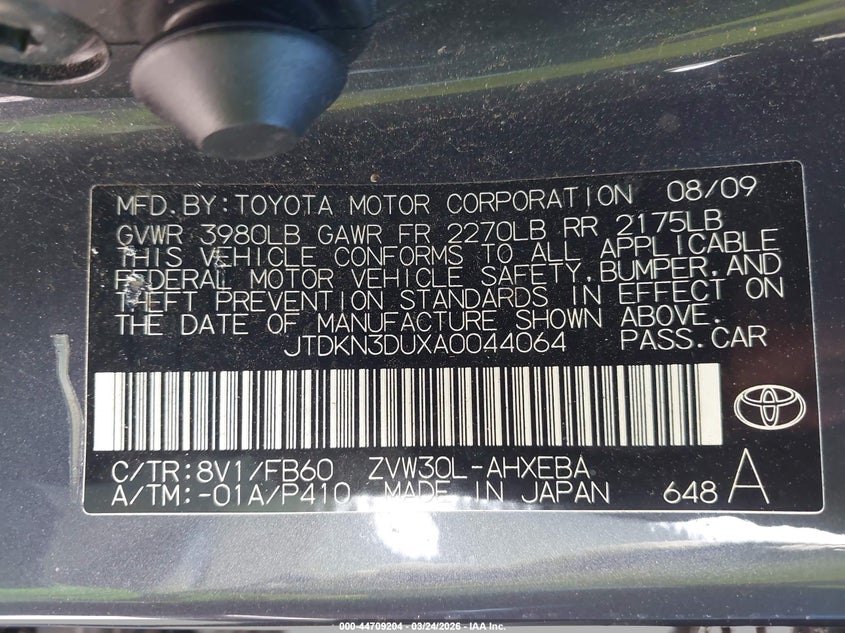 MFD.BY:TOYOTA MOTOR CORPORATION 08/09
GVWR 3980LB GAWR FR 2270LB RR 2175LB
THIS VEHICLE CONFORMS TO ALL APPLICABLE
FEDERAL MOTOR VEHICLE SAFETY,BUMPER,AND
THEFT PREVENTION STANDARDS IN EFFECT ON
THE DATE OF MANUFACTURE SHOWN ABOVE.
JTDKN3DUXA0044064 PASS.CAR
C/TR:8V1/FB60 ZVW30L-AHXEBA
A/TM:-01A/P410 MADE IN JAPAN 648 A
000-44709204 - 03/24/2026 - IAA Inc.